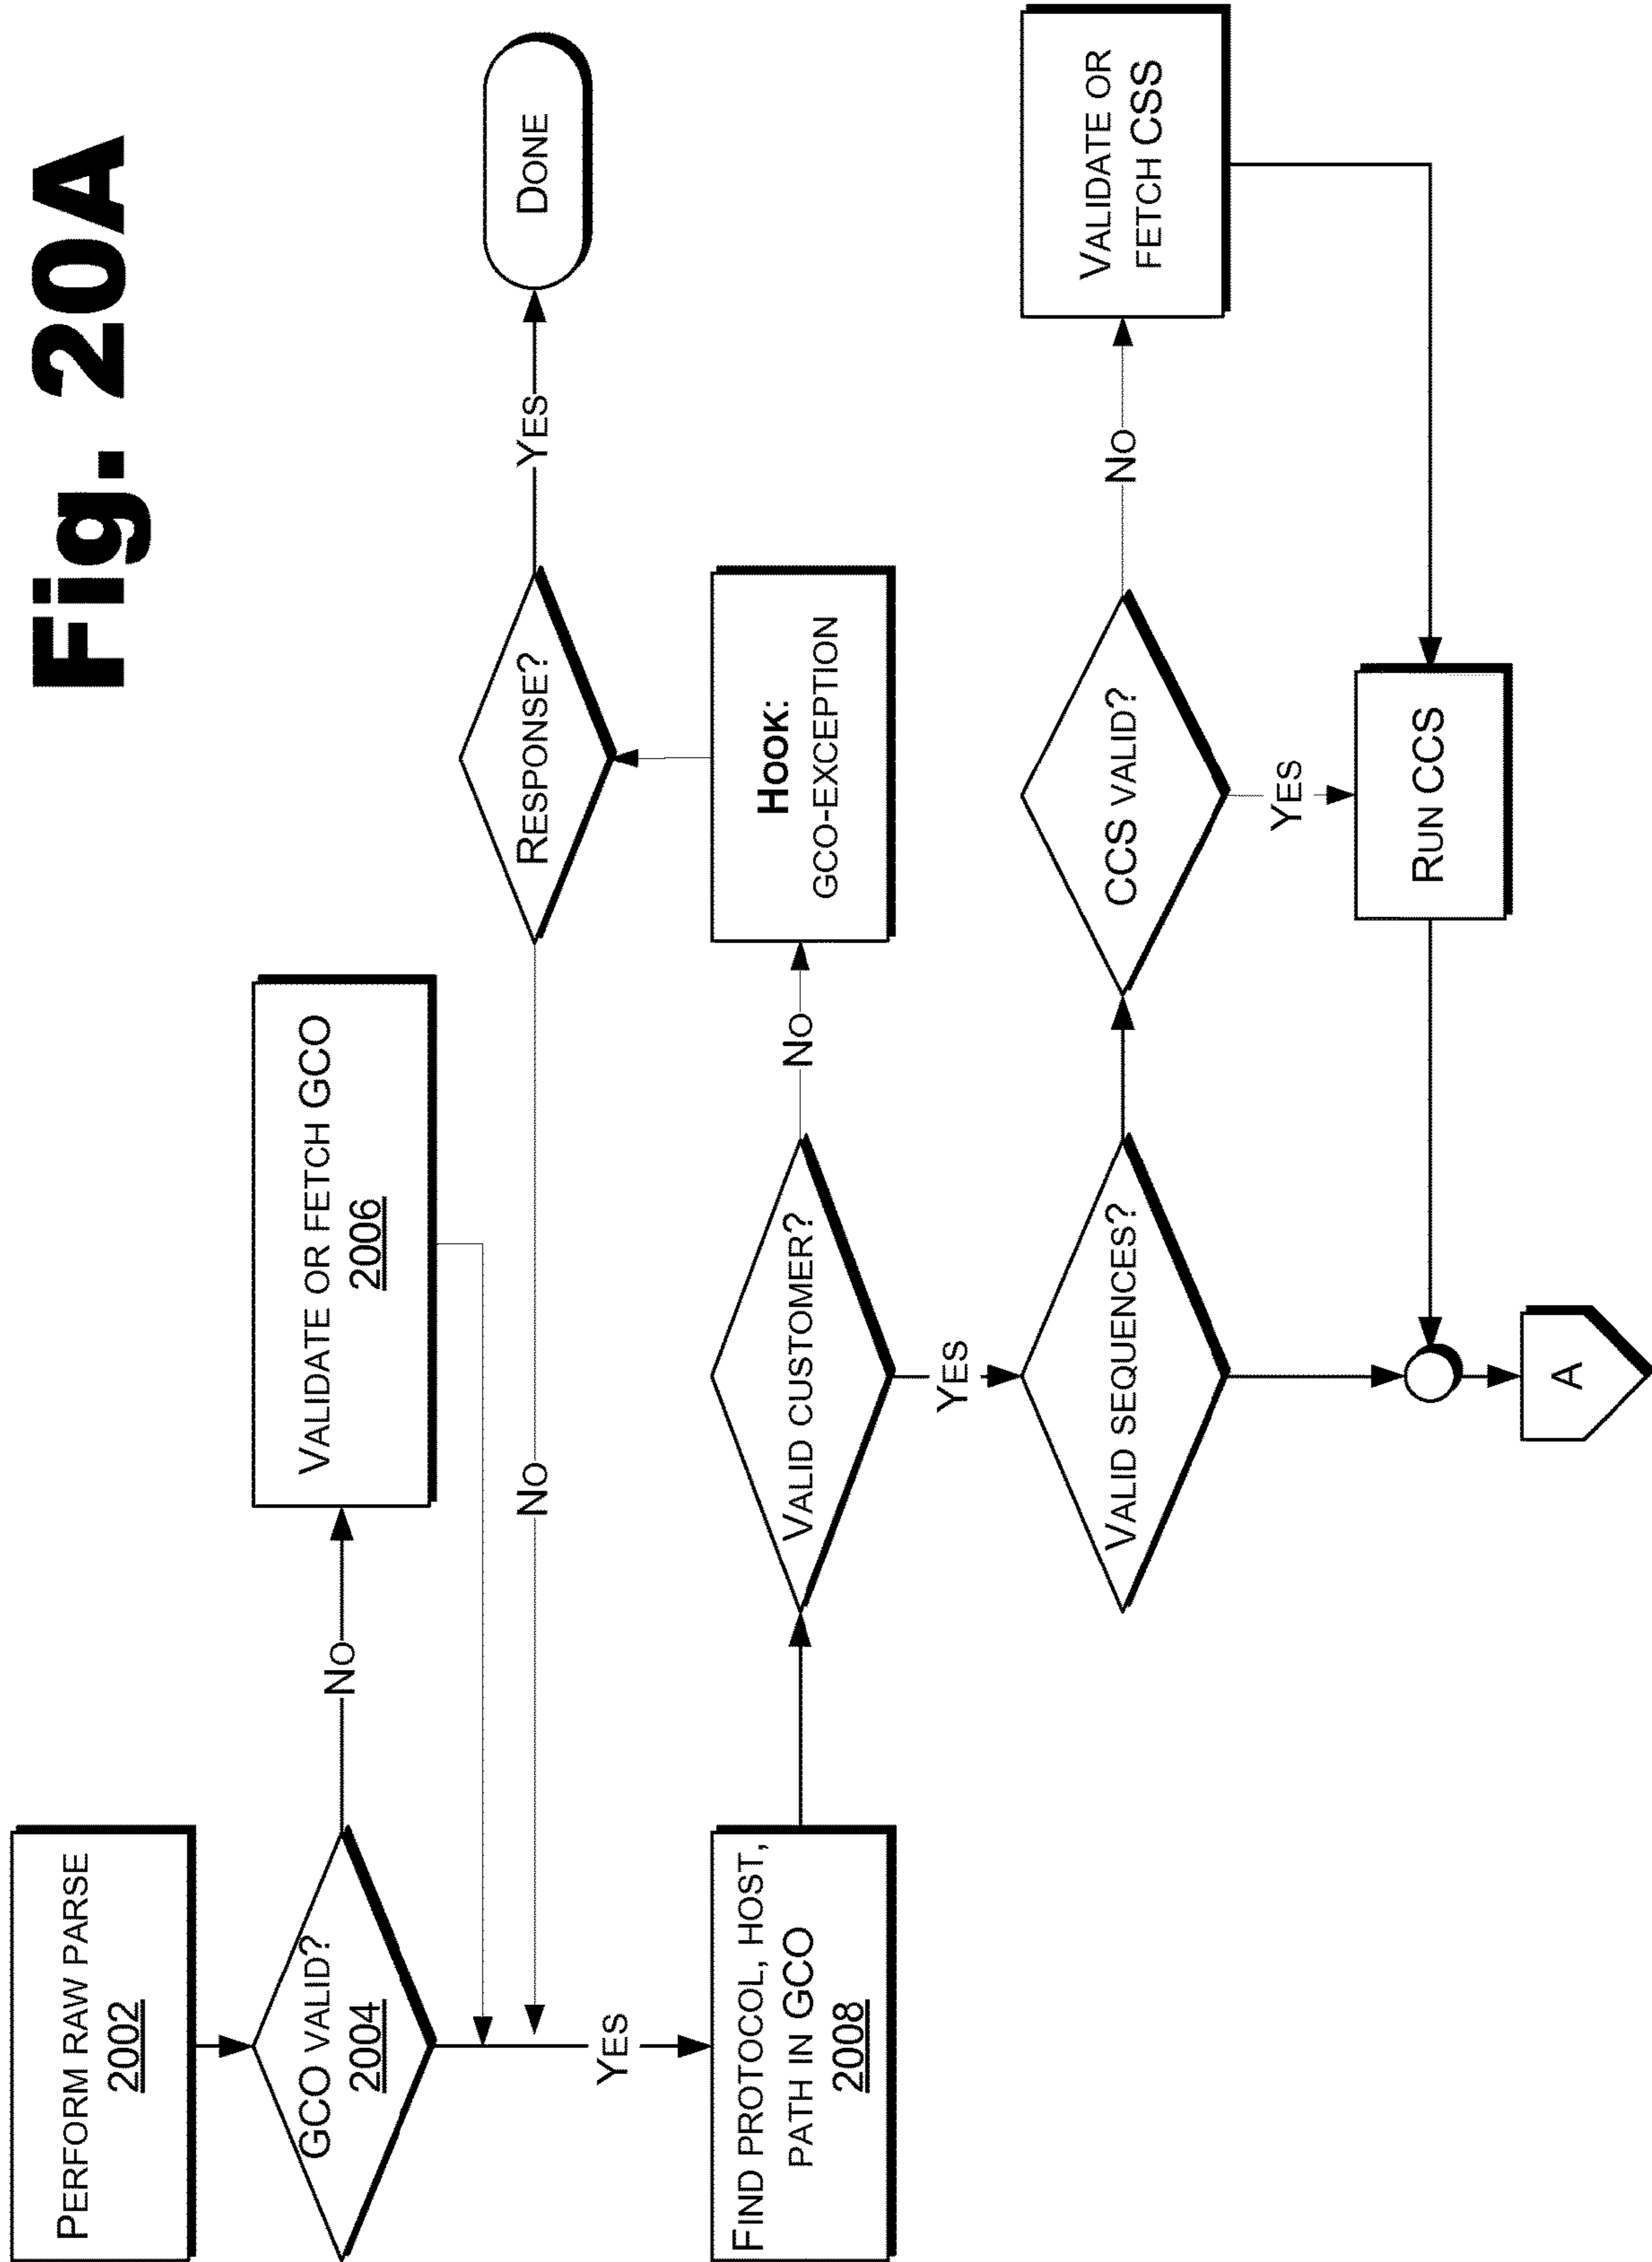 Fig. 20A
PERFORM RAW PARSE
2002
GCO VALID?
2004
NO
VALIDATE OR FETCH GCO
2006
YES
NO
RESPONSE?
YES
DONE
FIND PROTOCOL, HOST,
PATH IN GCO
2008
VALID CUSTOMER?
NO
HOOK:
GCO-EXCEPTION
YES
VALID SEQUENCES?
CCS VALID?
NO
VALIDATE OR
FETCH CSS
YES
RUN CCS
A